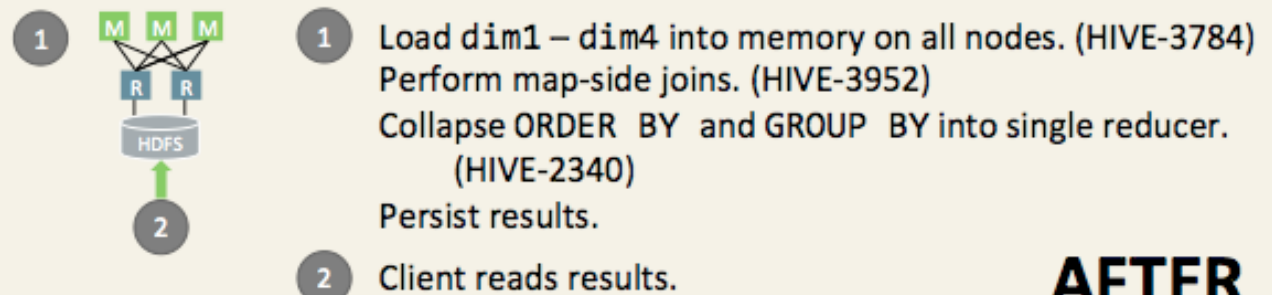 1
M M M
R R
HDFS
2
1 Load dim1 – dim4 into memory on all nodes. (HIVE-3784)
Perform map-side joins. (HIVE-3952)
Collapse ORDER BY and GROUP BY into single reducer.
(HIVE-2340)
Persist results.
2 Client reads results.
AFTER